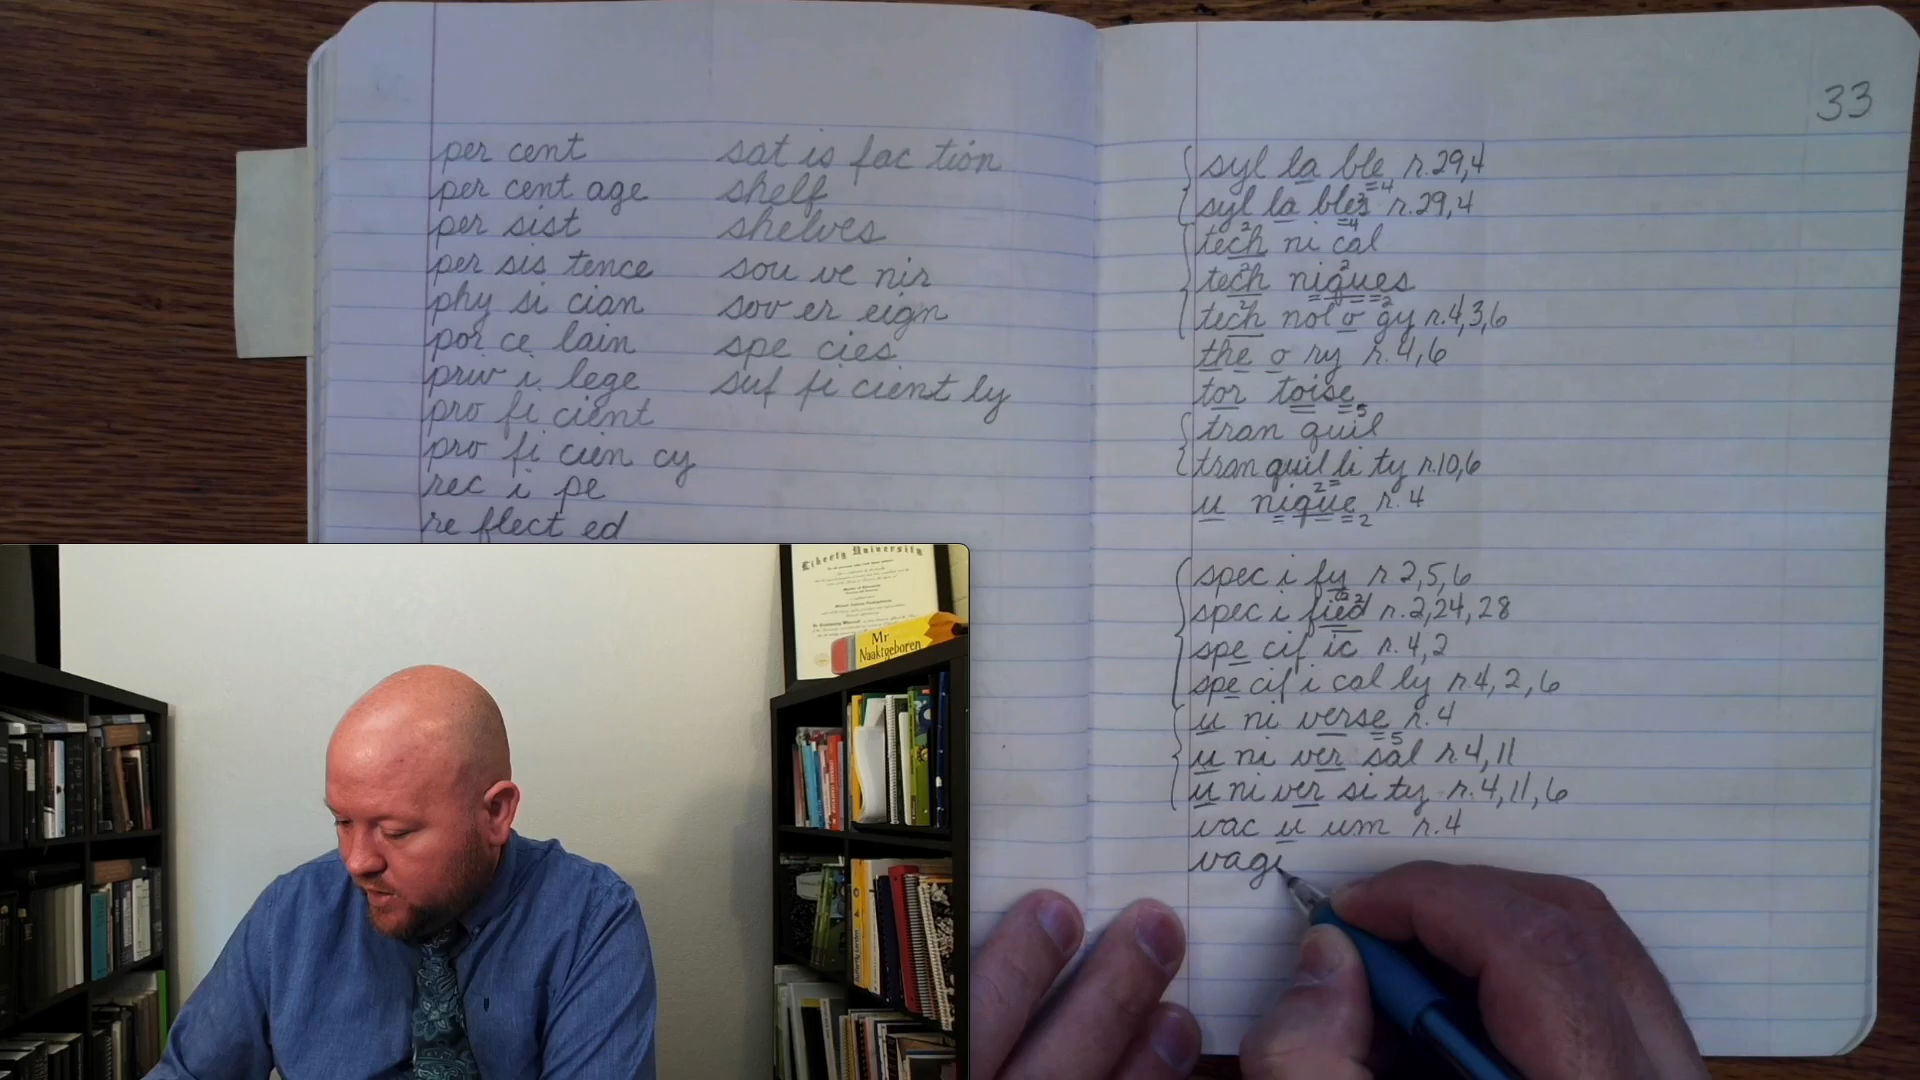 33
per cent
per cent age
per sist
per sis tence
phy si cian
por ce lain
priv i lege
pro fi cient
pro fi cien cy
rec i pe
re flect ed
sat is fac tion
shelf
shelves
sou ve nir
sov er eign
spe cies
suf fi cient ly
syl la ble r. 29,4
syl la bles r. 29,4
tech ni cal
tech niques
tech nol o gy r. 4,3,6
the o ry r. 4,6
tor toise
tran quil
tran quil li ty r. 10,6
u nique r. 4
spec i fy r 2,5,6
spec i fied r. 2,24,28
spe cif ic r. 4,2
spe cif i cal ly r. 4,2,6
u ni verse r. 4
u ni ver sal r. 4,11
u ni ver si ty r. 4,11,6
vac u um r. 4
vag
Liberty University
Mr
Naaktgeboren